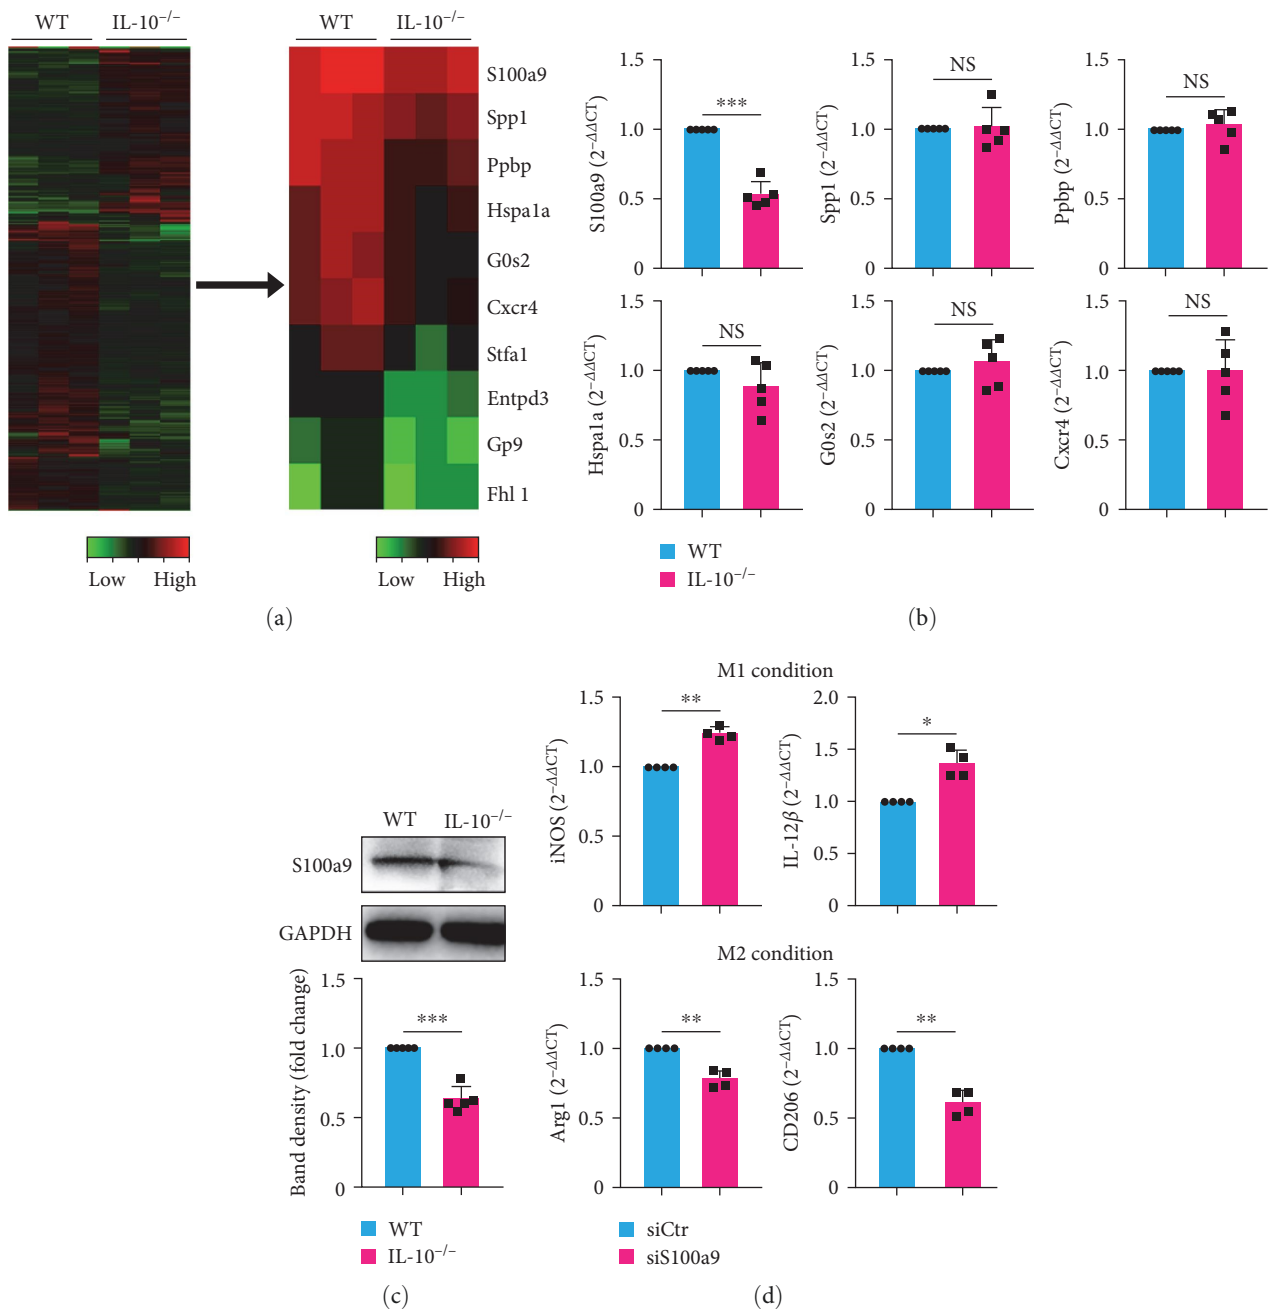 WT IL-10−/− WT IL-10−/−
S100a9
Spp1
Ppbp
Hspa1a
G0s2
Cxcr4
Stfa1
Entpd3
Gp9
Fhl 1
Low High
Low High
(a)
S100a9 (2−ΔΔCT)
1.5
1.0
0.5
0
***
Spp1 (2−ΔΔCT)
1.5
1.0
0.5
0
NS
Ppbp (2−ΔΔCT)
1.5
1.0
0.5
0
NS
Hspa1a (2−ΔΔCT)
1.5
1.0
0.5
0
NS
G0s2 (2−ΔΔCT)
1.5
1.0
0.5
0
NS
Cxcr4 (2−ΔΔCT)
1.5
1.0
0.5
0
NS
WT
IL-10−/−
(b)
WT IL-10−/−
S100a9
GAPDH
Band density (fold change)
1.5
1.0
0.5
0
***
WT
IL-10−/−
(c)
M1 condition
iNOS (2−ΔΔCT)
1.5
1.0
0.5
0
**
IL-12β (2−ΔΔCT)
2.0
1.5
1.0
0.5
0
*
M2 condition
Arg1 (2−ΔΔCT)
1.5
1.0
0.5
0
**
CD206 (2−ΔΔCT)
1.5
1.0
0.5
0
**
siCtr
siS100a9
(d)